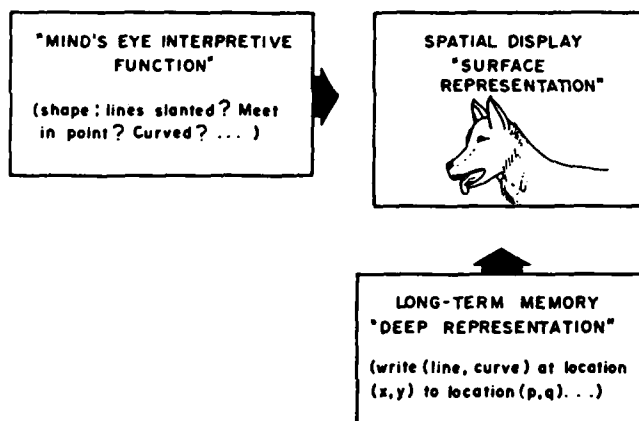 "MIND'S EYE INTERPRETIVE
FUNCTION"
(shape: lines slanted? Meet
in point? Curved? ... )
SPATIAL DISPLAY
"SURFACE
REPRESENTATION"
LONG-TERM MEMORY
"DEEP REPRESENTATION"
(write (line, curve) at location
(x,y) to location (p,q)...)